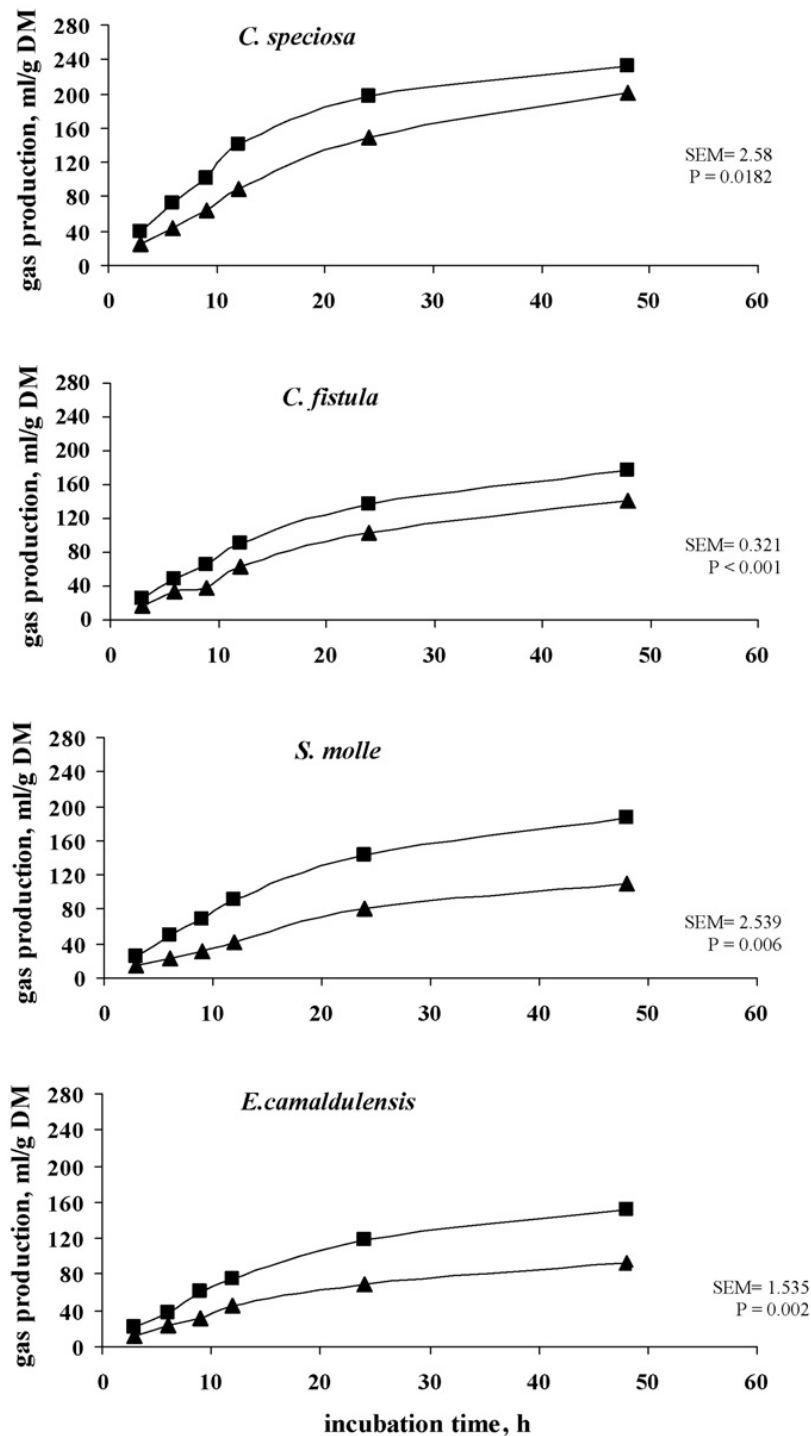 C. speciosa
gas production, ml/g DM
280
240
200
160
120
80
40
0
0 10 20 30 40 50 60
SEM= 2.58
P = 0.0182
C. fistula
gas production, ml/g DM
280
240
200
160
120
80
40
0
0 10 20 30 40 50 60
SEM= 0.321
P < 0.001
S. molle
gas production, ml/g DM
280
240
200
160
120
80
40
0
0 10 20 30 40 50 60
SEM= 2.539
P = 0.006
E.camaldulensis
gas production, ml/g DM
280
240
200
160
120
80
40
0
0 10 20 30 40 50 60
SEM= 1.535
P = 0.002
incubation time, h